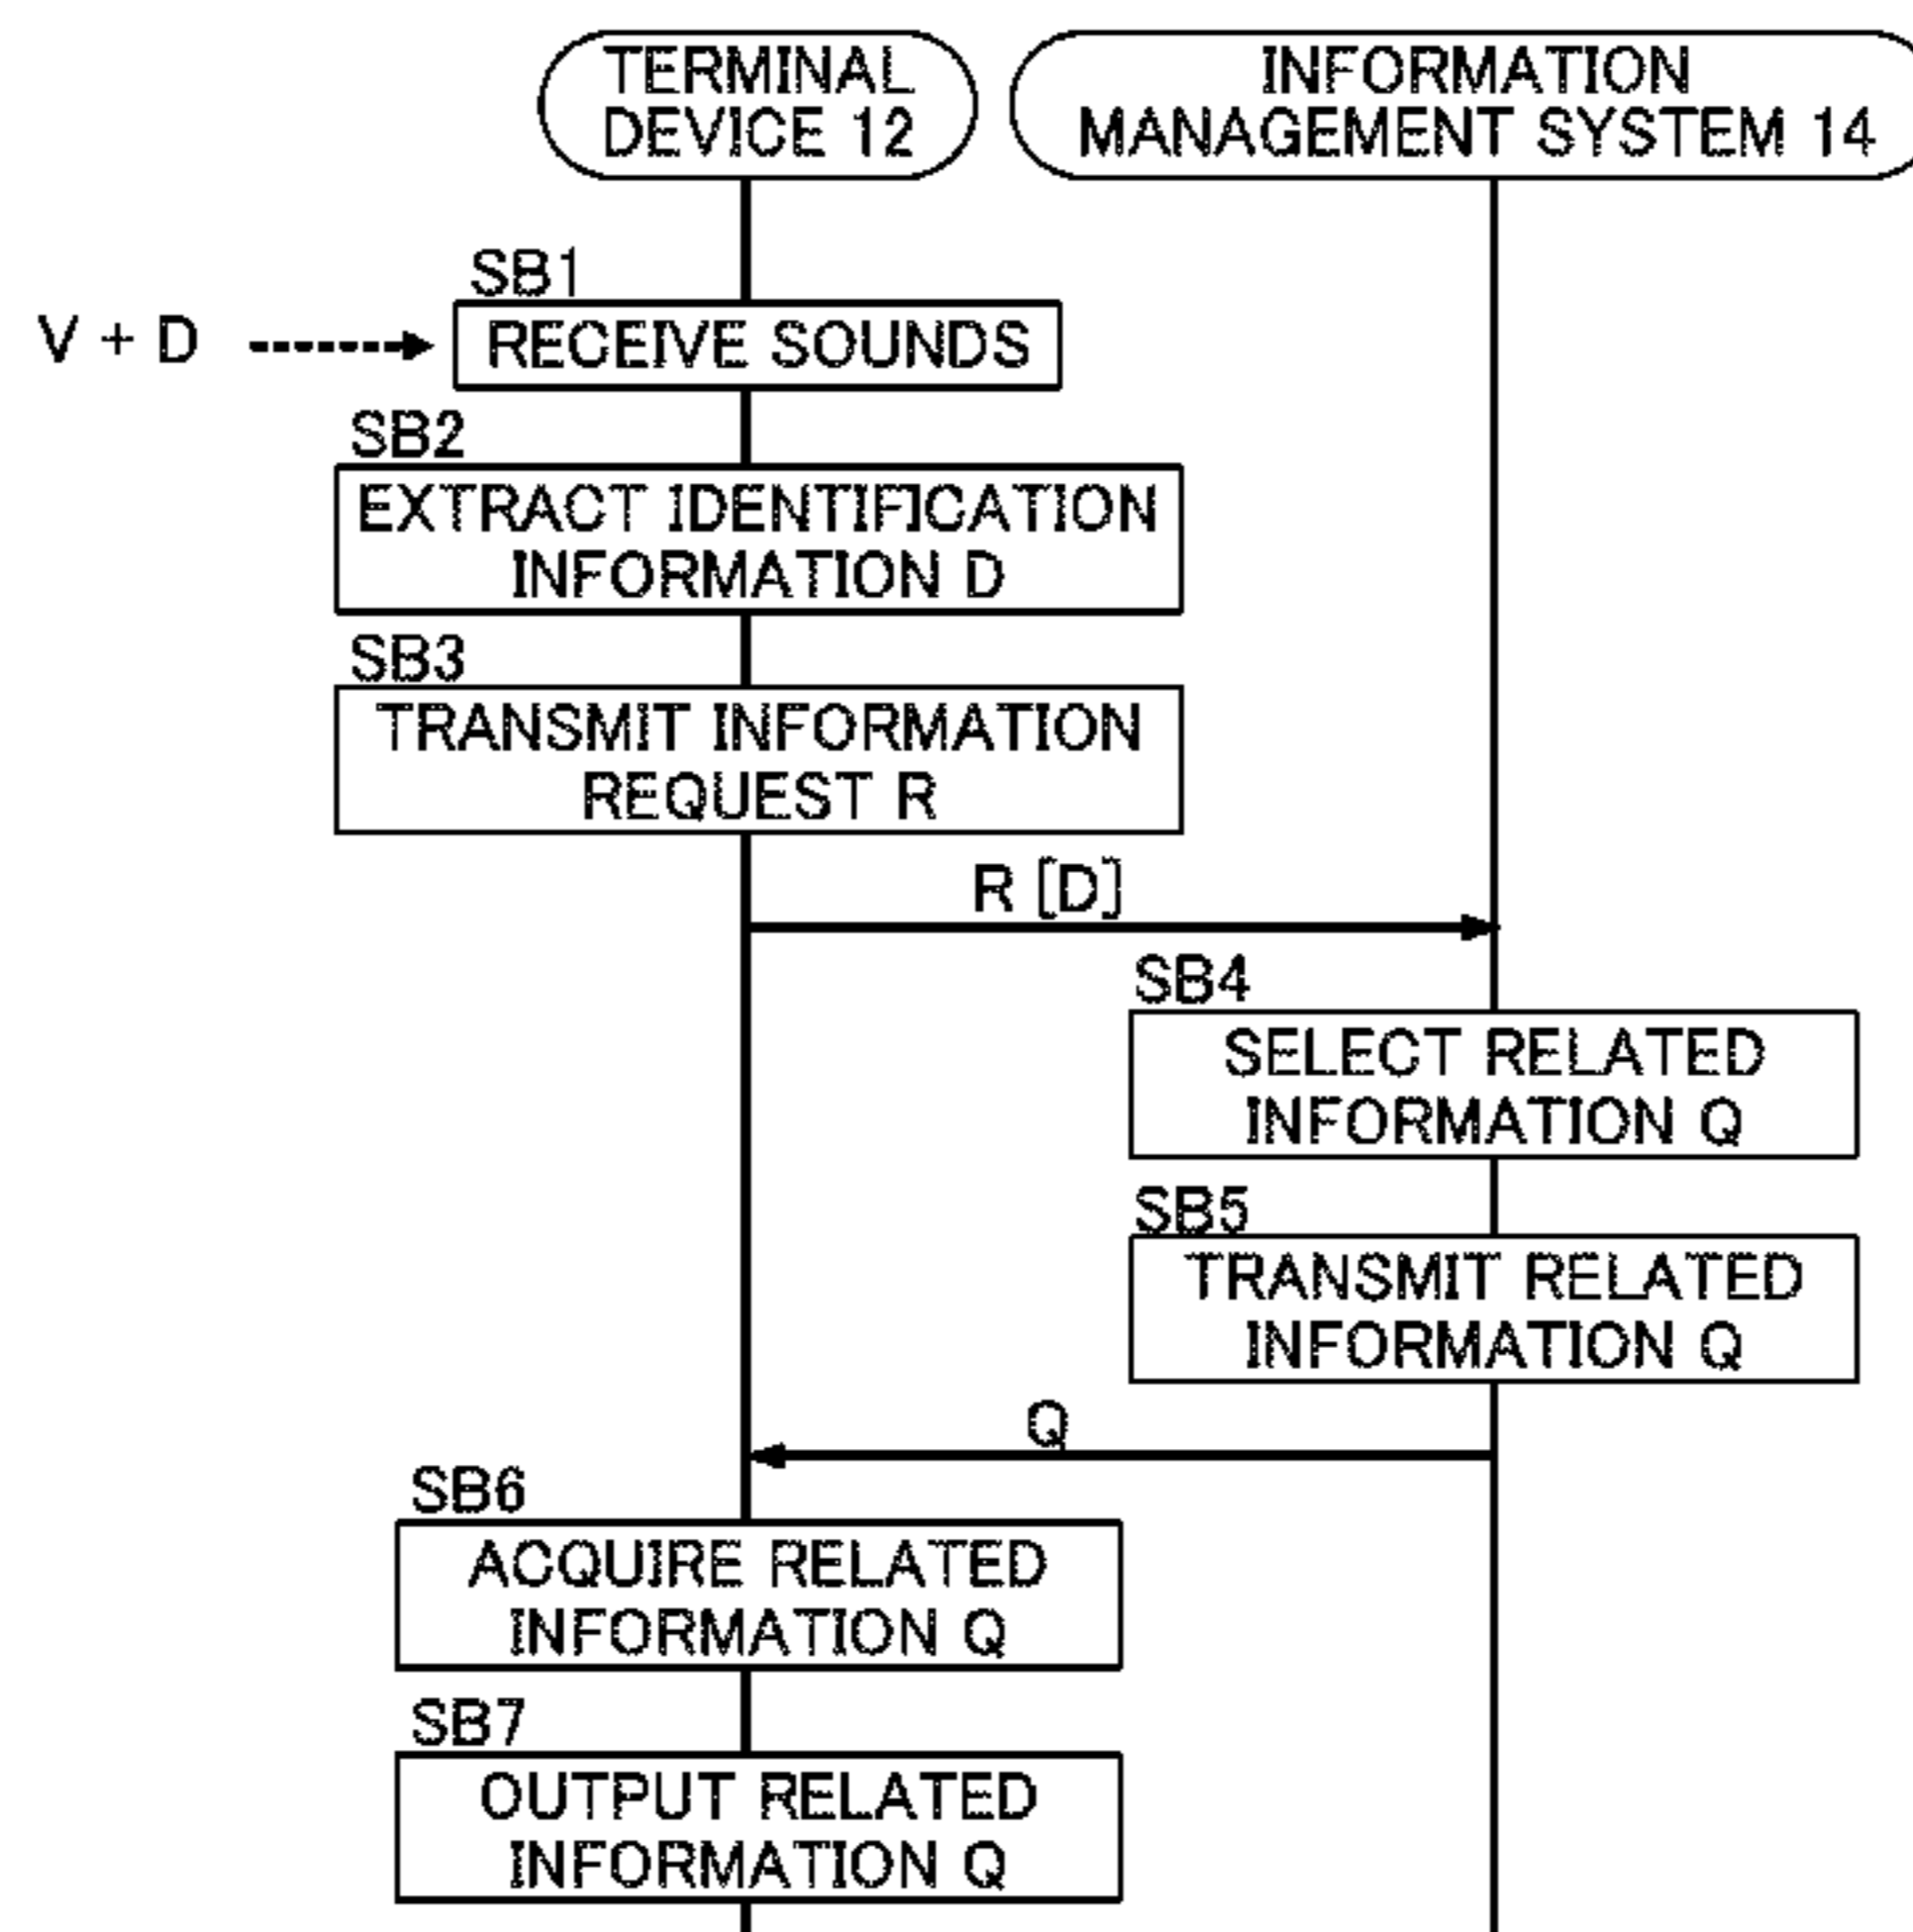 TERMINAL
DEVICE 12
INFORMATION
MANAGEMENT SYSTEM 14
SB1
V + D
RECEIVE SOUNDS
SB2
EXTRACT IDENTIFICATION
INFORMATION D
SB3
TRANSMIT INFORMATION
REQUEST R
R [D]
SB4
SELECT RELATED
INFORMATION Q
SB5
TRANSMIT RELATED
INFORMATION Q
Q
SB6
ACQUIRE RELATED
INFORMATION Q
SB7
OUTPUT RELATED
INFORMATION Q